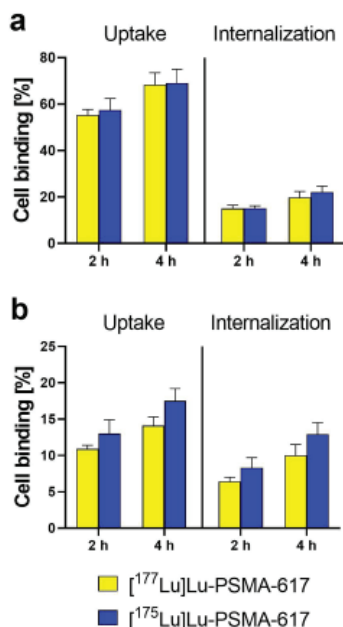 a
Uptake Internalization
Cell binding [%]
80
60
40
20
0
2 h 4 h 2 h 4 h
b
Uptake Internalization
Cell binding [%]
25
20
15
10
5
0
2 h 4 h 2 h 4 h
[¹⁷⁷Lu]Lu-PSMA-617
[¹⁷⁵Lu]Lu-PSMA-617